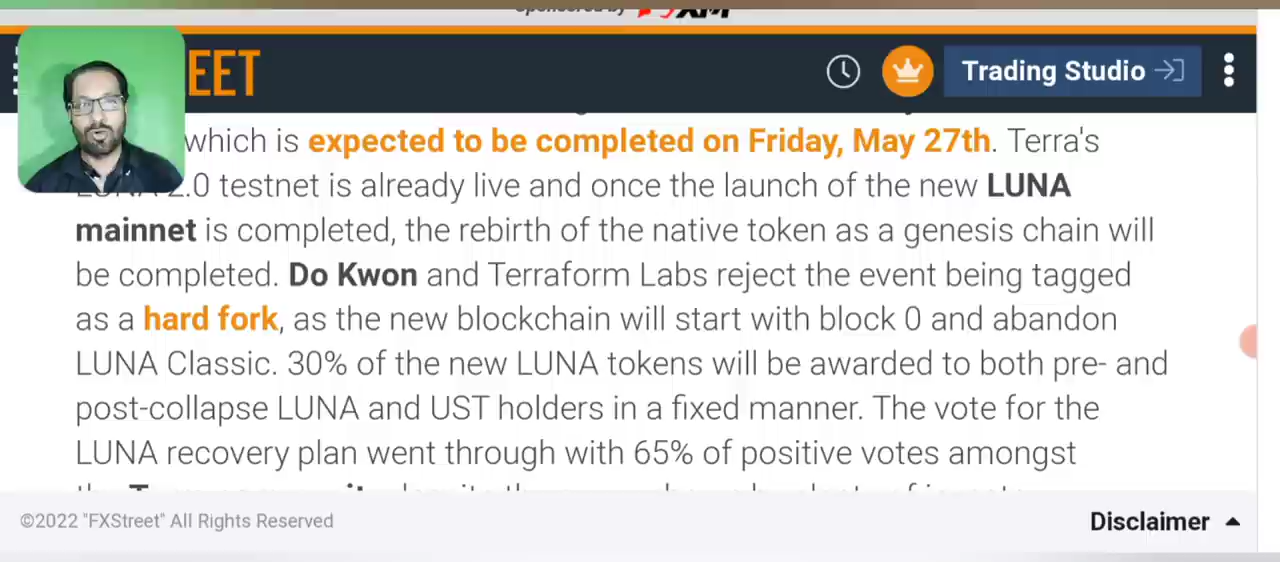 Sponsored by FXM
EET
Trading Studio
which is expected to be completed on Friday, May 27th. Terra's
LUNA 2.0 testnet is already live and once the launch of the new LUNA
mainnet is completed, the rebirth of the native token as a genesis chain will
be completed. Do Kwon and Terraform Labs reject the event being tagged
as a hard fork, as the new blockchain will start with block 0 and abandon
LUNA Classic. 30% of the new LUNA tokens will be awarded to both pre- and
post-collapse LUNA and UST holders in a fixed manner. The vote for the
LUNA recovery plan went through with 65% of positive votes amongst
©2022 "FXStreet" All Rights Reserved
Disclaimer